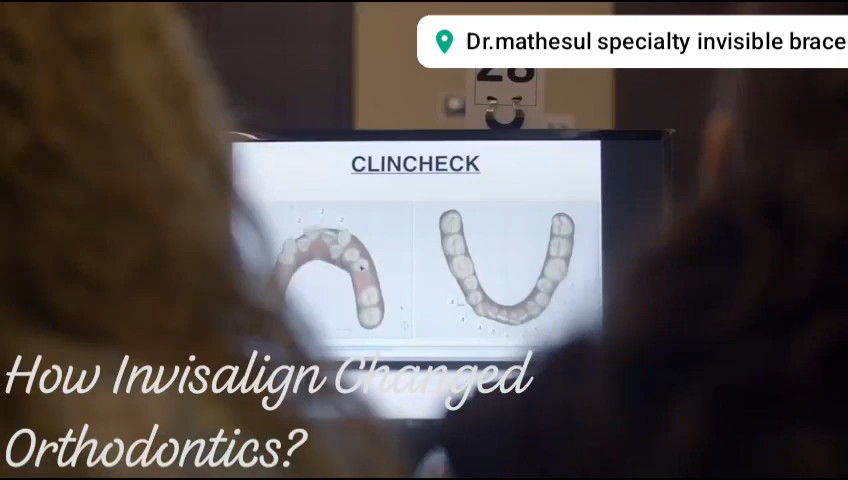 Dr.mathesul specialty invisible brace
28
CLINCHECK
How Invisalign Changed
Orthodontics?